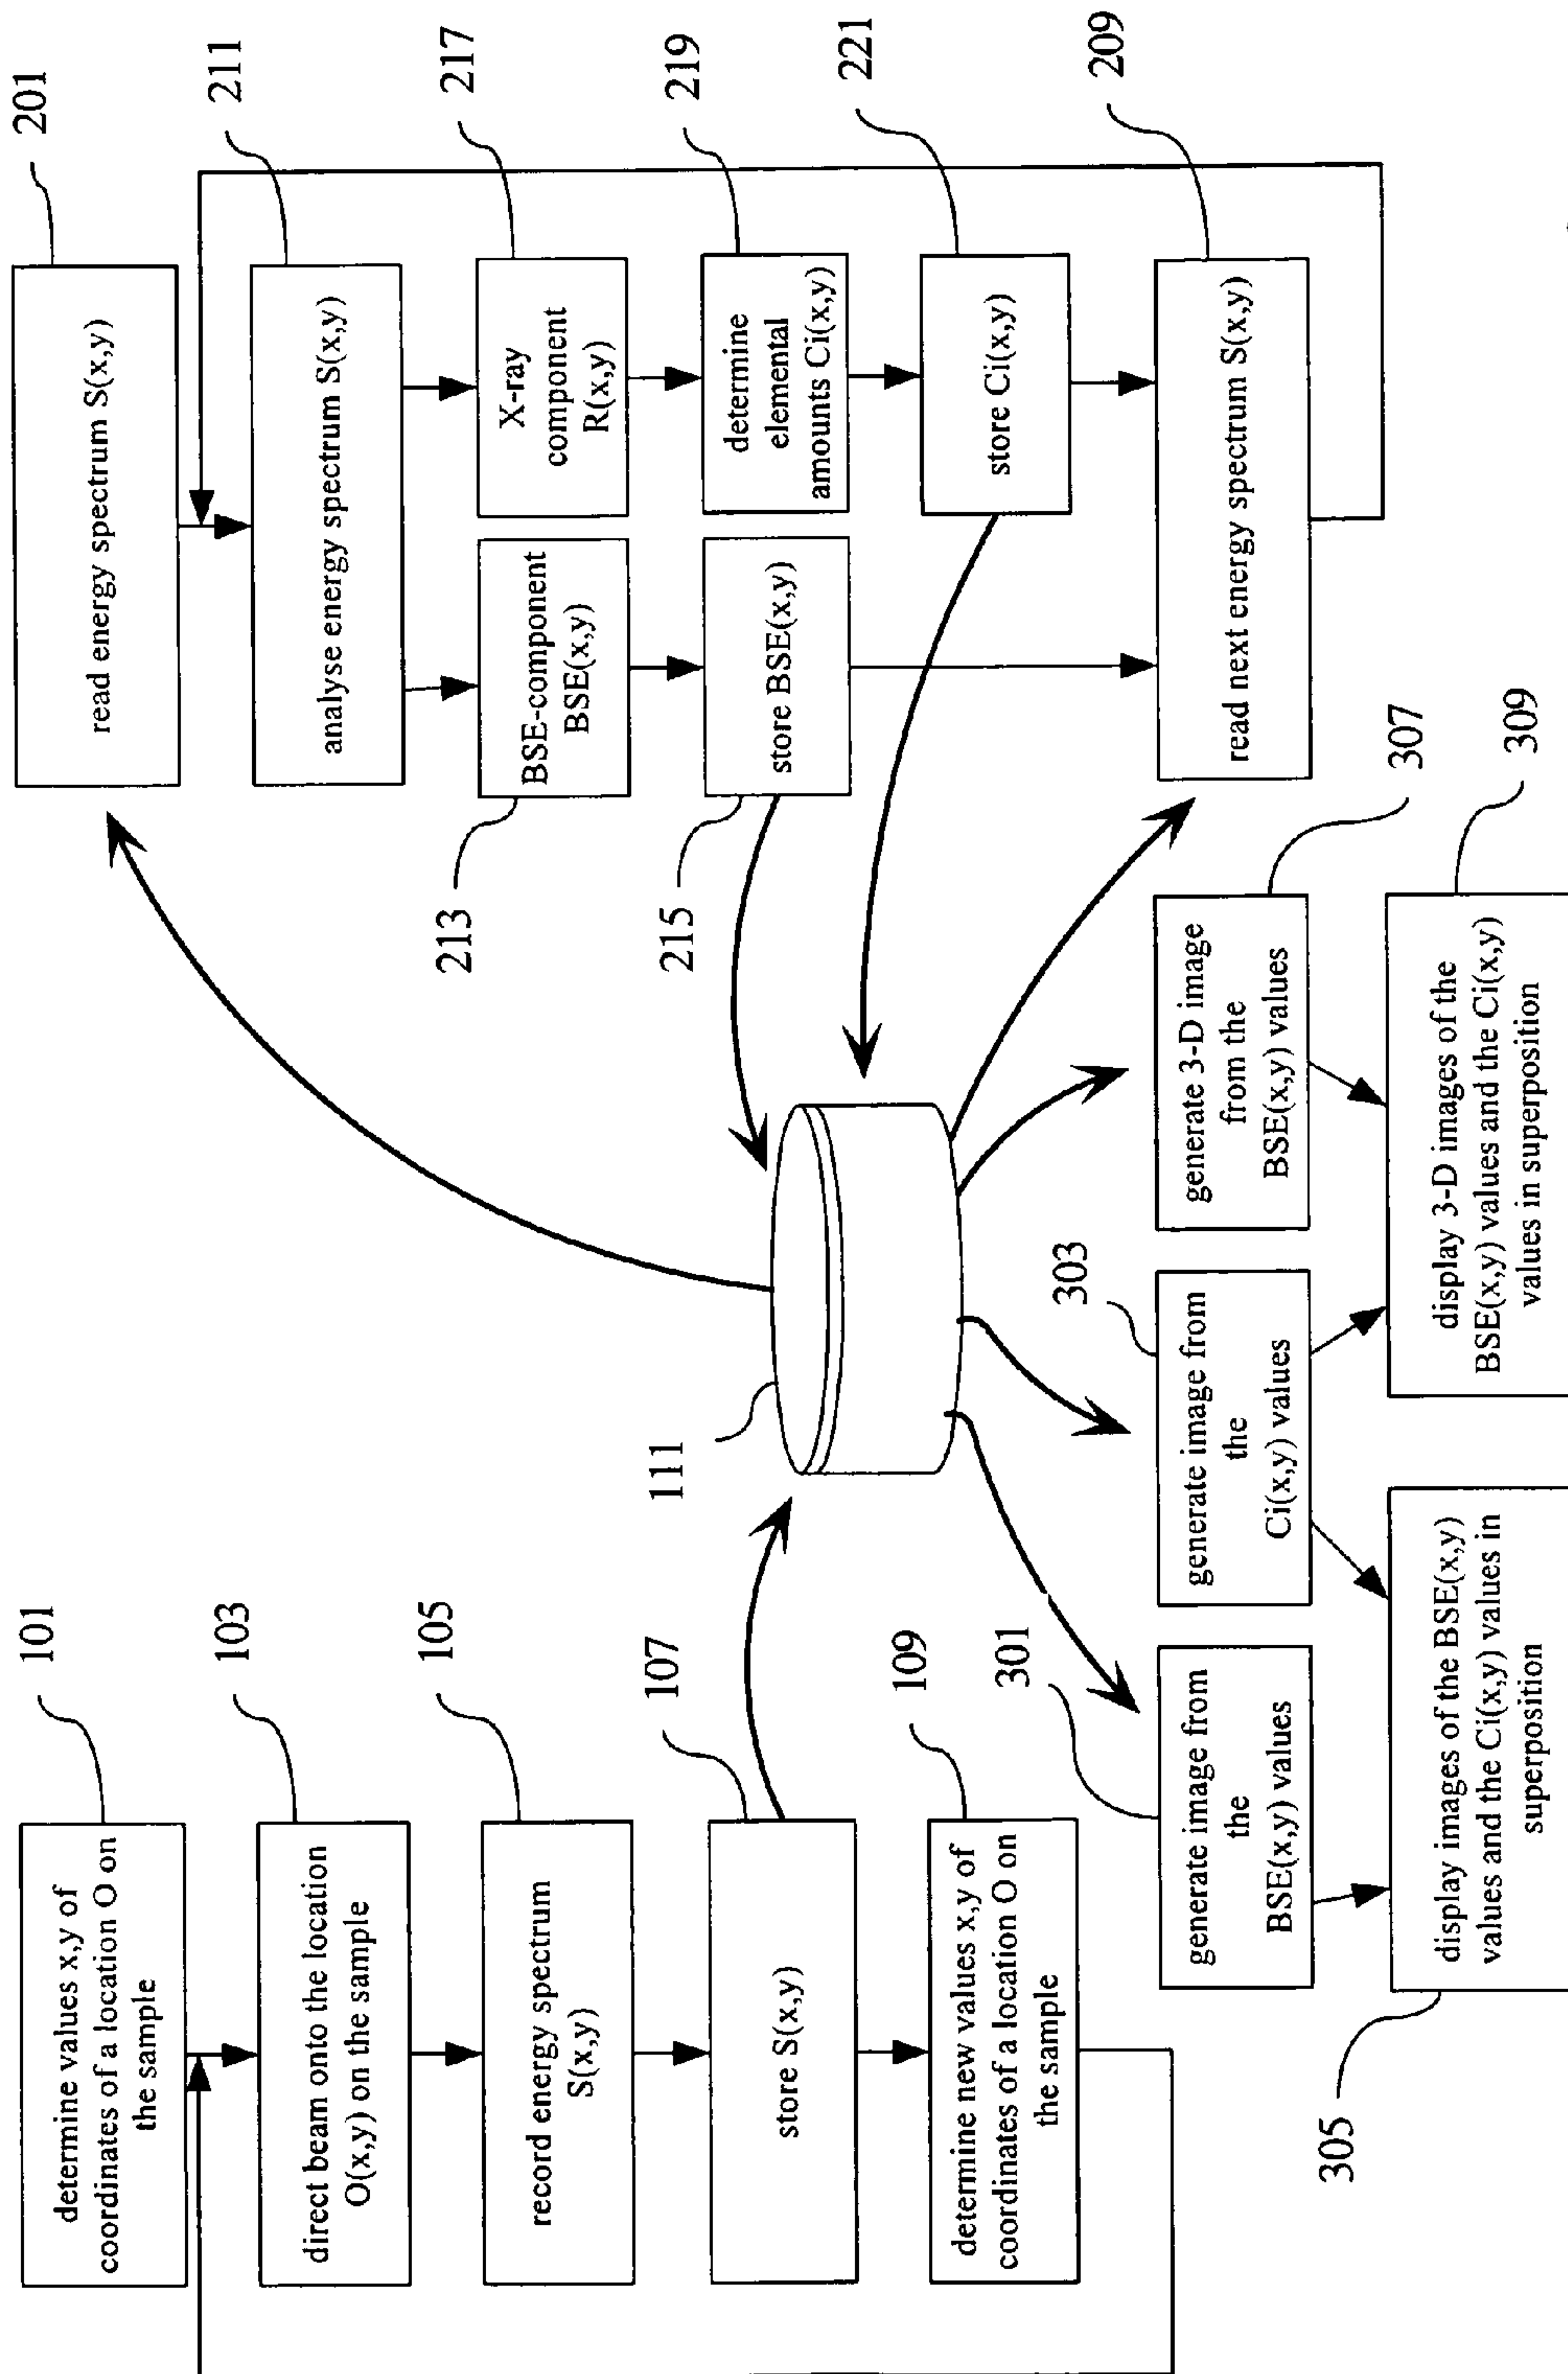 101
determine values x,y of
coordinates of a location O on
the sample
103
direct beam onto the location
O(x,y) on the sample
105
record energy spectrum
S(x,y)
107
store S(x,y)
109
determine new values x,y of
coordinates of a location O on
the sample
111
201
read energy spectrum S(x,y)
211
analyse energy spectrum S(x,y)
213
BSE-component
BSE(x,y)
217
X-ray
component
R(x,y)
215
store BSE(x,y)
219
determine
elemental
amounts Ci(x,y)
221
store Ci(x,y)
209
read next energy spectrum S(x,y)
301
generate image from
the
BSE(x,y) values
303
generate image from
the
Ci(x,y) values
307
generate 3-D image
from the
BSE(x,y) values
305
display images of the BSE(x,y)
values and the Ci(x,y) values in
superposition
309
display 3-D images of the
BSE(x,y) values and the Ci(x,y)
values in superposition